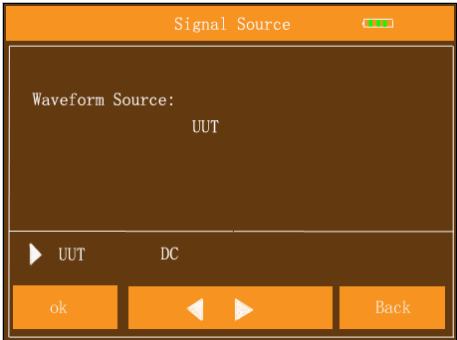 Signal Source
Waveform Source:
UUT
UUT DC
ok Back